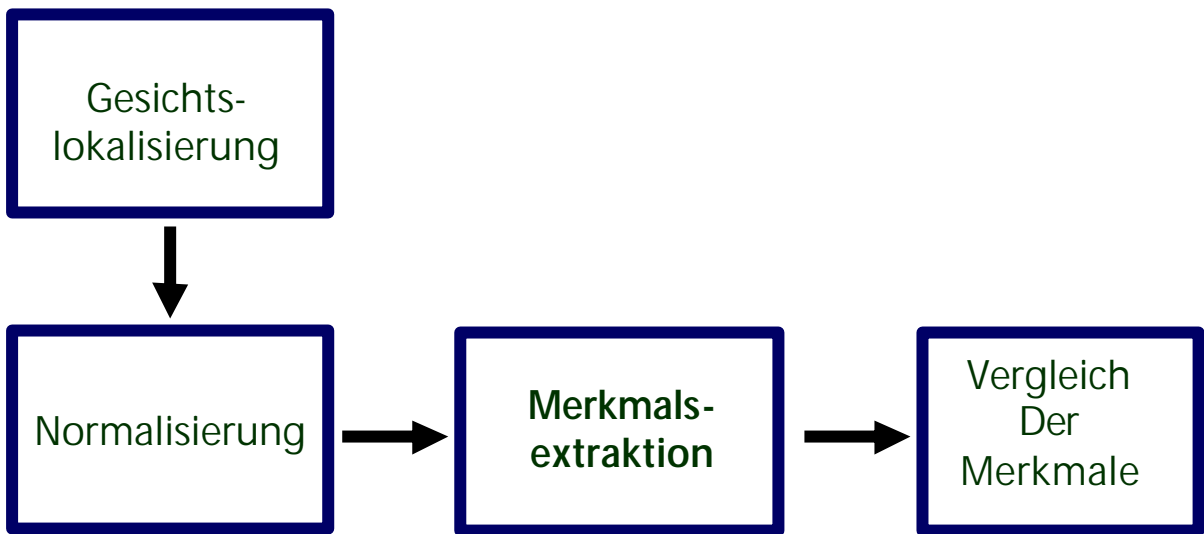 Gesichts-
lokalisierung
Normalisierung
Merkmals-
extraktion
Vergleich
Der
Merkmale